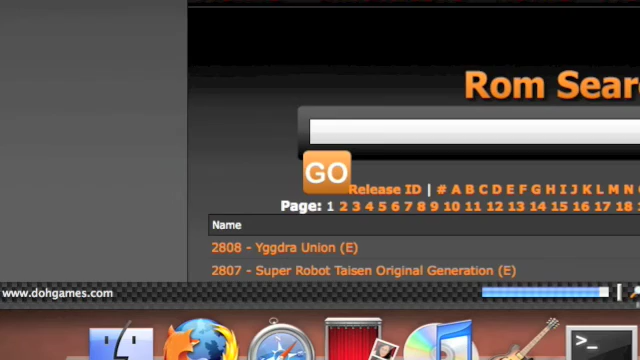 Rom Sear
GO
Release ID | # A B C D E F G H I J K L M N
Page: 1 2 3 4 5 6 7 8 9 10 11 12 13 14 15 16 17 18
Name
2808 - Yggdra Union (E)
2807 - Super Robot Taisen Original Generation (E)
www.dohgames.com
>_